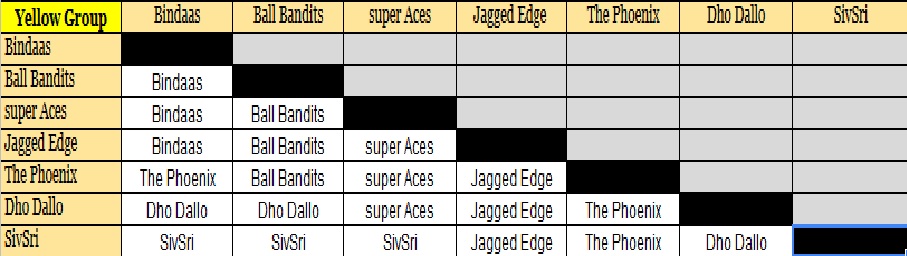 Yellow Group Bindaas Ball Bandits super Aces Jagged Edge The Phoenix Dho Dallo SivSri
Bindaas
Ball Bandits Bindaas
super Aces Bindaas Ball Bandits
Jagged Edge Bindaas Ball Bandits super Aces
The Phoenix The Phoenix Ball Bandits super Aces Jagged Edge
Dho Dallo Dho Dallo Dho Dallo super Aces Jagged Edge The Phoenix
SivSri SivSri SivSri SivSri Jagged Edge The Phoenix Dho Dallo